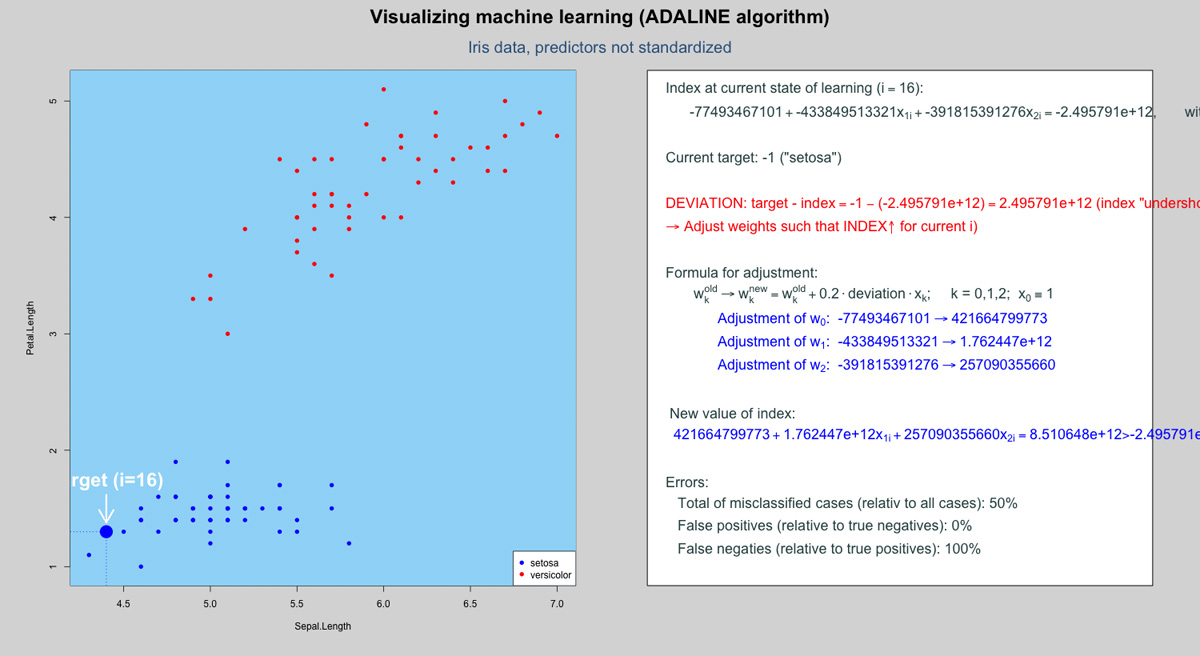 Visualizing machine learning (ADALINE algorithm)
Iris data, predictors not standardized
Petal.Length
5
4
3
2
1
rget (i=16)
setosa
versicolor
4.5 5.0 5.5 6.0 6.5 7.0
Sepal.Length
Index at current state of learning (i = 16):
-77493467101 + -433849513321x₁ᵢ + -391815391276x₂ᵢ = -2.495791e+12, wit
Current target: -1 ("setosa")
DEVIATION: target - index = -1 − (-2.495791e+12) = 2.495791e+12 (index "undersho
→ Adjust weights such that INDEX↑ for current i)
Formula for adjustment:
wₖ^old → wₖ^new = wₖ^old + 0.2 · deviation · xₖ; k = 0,1,2; x₀ ≡ 1
Adjustment of w₀: -77493467101 → 421664799773
Adjustment of w₁: -433849513321 → 1.762447e+12
Adjustment of w₂: -391815391276 → 257090355660
New value of index:
421664799773 + 1.762447e+12x₁ᵢ + 257090355660x₂ᵢ = 8.510648e+12>-2.495791e
Errors:
Total of misclassified cases (relativ to all cases): 50%
False positives (relative to true negatives): 0%
False negaties (relative to true positives): 100%